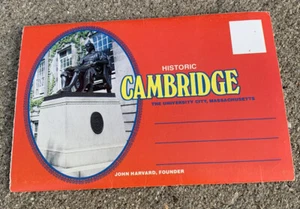 HISTORIC
CAMBRIDGE
THE UNIVERSITY CITY, MASSACHUSETTS
JOHN HARVARD, FOUNDER